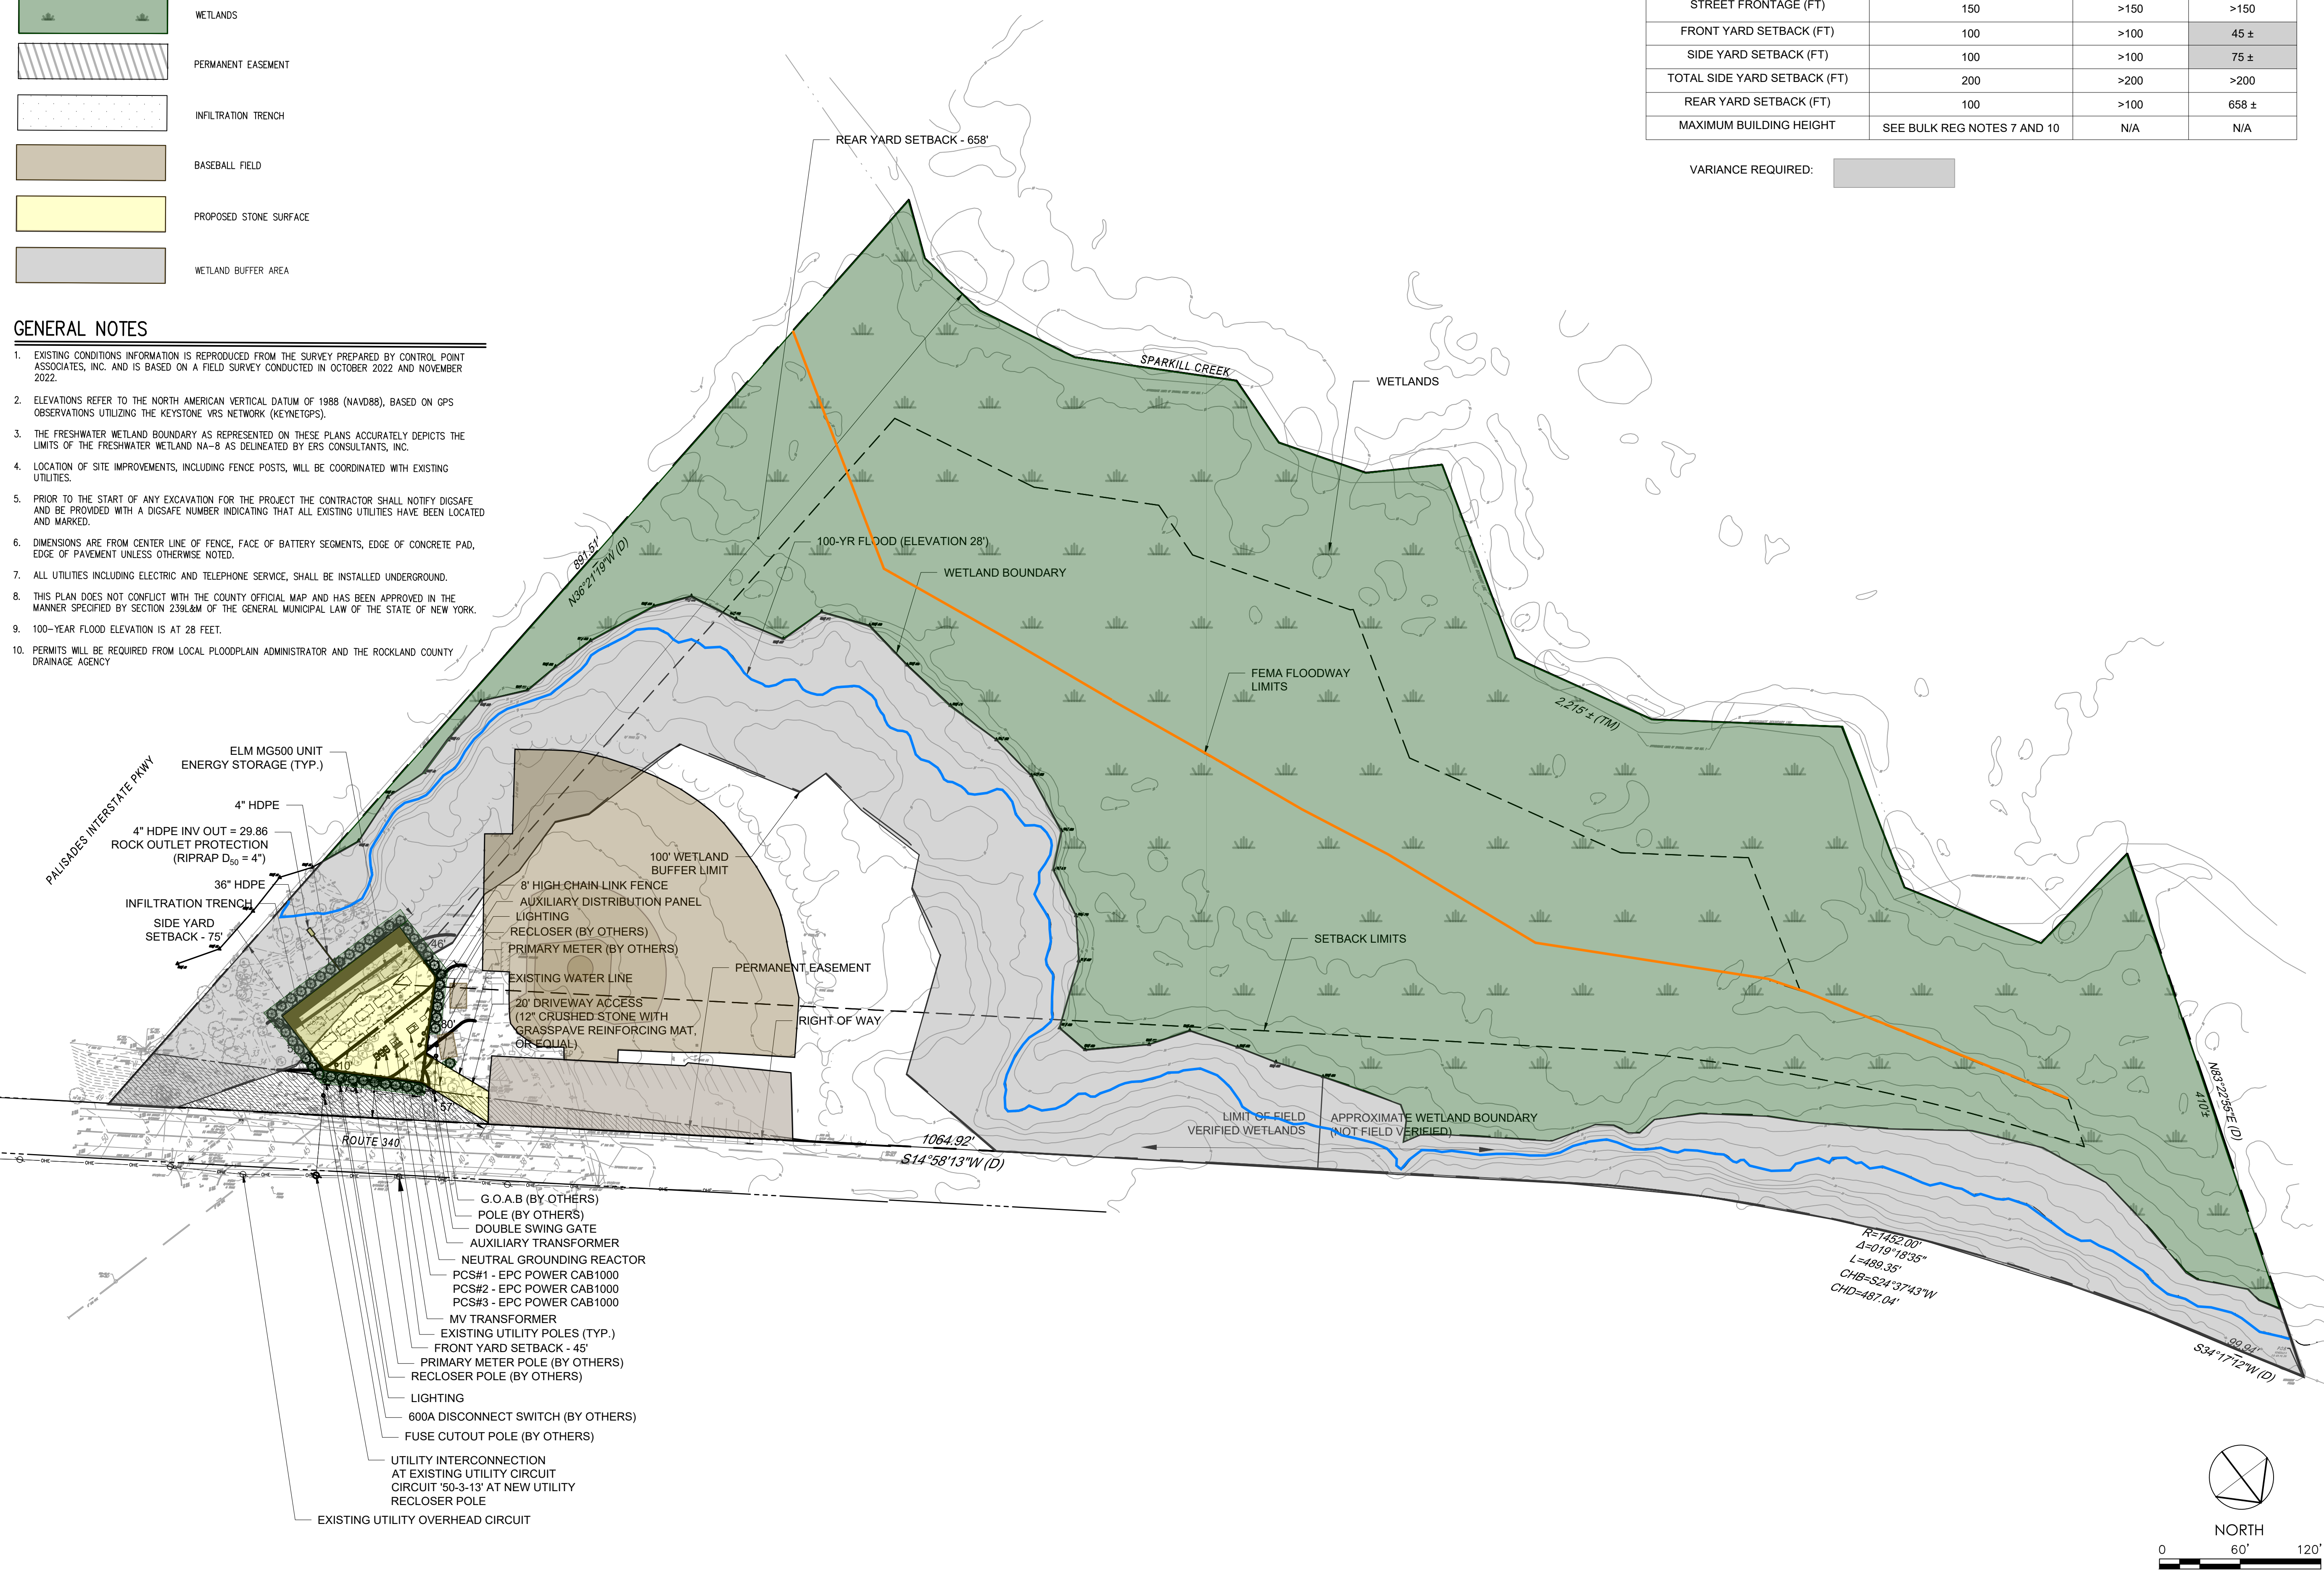 WETLANDS
PERMANENT EASEMENT
INFILTRATION TRENCH
BASEBALL FIELD
PROPOSED STONE SURFACE
WETLAND BUFFER AREA
GENERAL NOTES
1. EXISTING CONDITIONS INFORMATION IS REPRODUCED FROM THE SURVEY PREPARED BY CONTROL POINT
ASSOCIATES, INC. AND IS BASED ON A FIELD SURVEY CONDUCTED IN OCTOBER 2022 AND NOVEMBER
2022.
2. ELEVATIONS REFER TO THE NORTH AMERICAN VERTICAL DATUM OF 1988 (NAVD88), BASED ON GPS
OBSERVATIONS UTILIZING THE KEYSTONE VRS NETWORK (KEYNETGPS).
3. THE FRESHWATER WETLAND BOUNDARY AS REPRESENTED ON THESE PLANS ACCURATELY DEPICTS THE
LIMITS OF THE FRESHWATER WETLAND NA-8 AS DELINEATED BY ERS CONSULTANTS, INC.
4. LOCATION OF SITE IMPROVEMENTS, INCLUDING FENCE POSTS, WILL BE COORDINATED WITH EXISTING
UTILITIES.
5. PRIOR TO THE START OF ANY EXCAVATION FOR THE PROJECT THE CONTRACTOR SHALL NOTIFY DIGSAFE
AND BE PROVIDED WITH A DIGSAFE NUMBER INDICATING THAT ALL EXISTING UTILITIES HAVE BEEN LOCATED
AND MARKED.
6. DIMENSIONS ARE FROM CENTER LINE OF FENCE, FACE OF BATTERY SEGMENTS, EDGE OF CONCRETE PAD,
EDGE OF PAVEMENT UNLESS OTHERWISE NOTED.
7. ALL UTILITIES INCLUDING ELECTRIC AND TELEPHONE SERVICE, SHALL BE INSTALLED UNDERGROUND.
8. THIS PLAN DOES NOT CONFLICT WITH THE COUNTY OFFICIAL MAP AND HAS BEEN APPROVED IN THE
MANNER SPECIFIED BY SECTION 239L&M OF THE GENERAL MUNICIPAL LAW OF THE STATE OF NEW YORK.
9. 100-YEAR FLOOD ELEVATION IS AT 28 FEET.
10. PERMITS WILL BE REQUIRED FROM LOCAL PLOODPLAIN ADMINISTRATOR AND THE ROCKLAND COUNTY
DRAINAGE AGENCY
STREET FRONTAGE (FT) 150 >150 >150
FRONT YARD SETBACK (FT) 100 >100 45 ±
SIDE YARD SETBACK (FT) 100 >100 75 ±
TOTAL SIDE YARD SETBACK (FT) 200 >200 >200
REAR YARD SETBACK (FT) 100 >100 658 ±
MAXIMUM BUILDING HEIGHT SEE BULK REG NOTES 7 AND 10 N/A N/A
VARIANCE REQUIRED:
REAR YARD SETBACK - 658'
SPARKILL CREEK
WETLANDS
891.51'
N36°21'19"W (D)
100-YR FLOOD (ELEVATION 28')
WETLAND BOUNDARY
FEMA FLOODWAY
LIMITS
2,215' ± (TM)
PALISADES INTERSTATE PKWY
ELM MG500 UNIT
ENERGY STORAGE (TYP.)
4" HDPE
4" HDPE INV OUT = 29.86
ROCK OUTLET PROTECTION
(RIPRAP D50 = 4")
36" HDPE
INFILTRATION TRENCH
SIDE YARD
SETBACK - 75'
100' WETLAND
BUFFER LIMIT
8' HIGH CHAIN LINK FENCE
AUXILIARY DISTRIBUTION PANEL
LIGHTING
RECLOSER (BY OTHERS)
46'
PRIMARY METER (BY OTHERS)
SETBACK LIMITS
PERMANENT EASEMENT
EXISTING WATER LINE
20' DRIVEWAY ACCESS
(12" CRUSHED STONE WITH
GRASSPAVE REINFORCING MAT,
OR EQUAL)
80'
RIGHT OF WAY
57'
N83°22'55"E (D)
410'±
LIMIT OF FIELD
VERIFIED WETLANDS
APPROXIMATE WETLAND BOUNDARY
(NOT FIELD VERIFIED)
ROUTE 340
1064.92'
S14°58'13"W (D)
OHE OHE OHE OHE
G.O.A.B (BY OTHERS)
POLE (BY OTHERS)
DOUBLE SWING GATE
AUXILIARY TRANSFORMER
NEUTRAL GROUNDING REACTOR
PCS#1 - EPC POWER CAB1000
PCS#2 - EPC POWER CAB1000
PCS#3 - EPC POWER CAB1000
MV TRANSFORMER
EXISTING UTILITY POLES (TYP.)
FRONT YARD SETBACK - 45'
PRIMARY METER POLE (BY OTHERS)
RECLOSER POLE (BY OTHERS)
LIGHTING
600A DISCONNECT SWITCH (BY OTHERS)
FUSE CUTOUT POLE (BY OTHERS)
UTILITY INTERCONNECTION
AT EXISTING UTILITY CIRCUIT
CIRCUIT '50-3-13' AT NEW UTILITY
RECLOSER POLE
EXISTING UTILITY OVERHEAD CIRCUIT
R=1452.00'
Δ=019°18'35"
L=489.35'
CHB=S24°37'43"W
CHD=487.04'
99.94'
S34°17'12"W (D)
NORTH
0 60' 120'